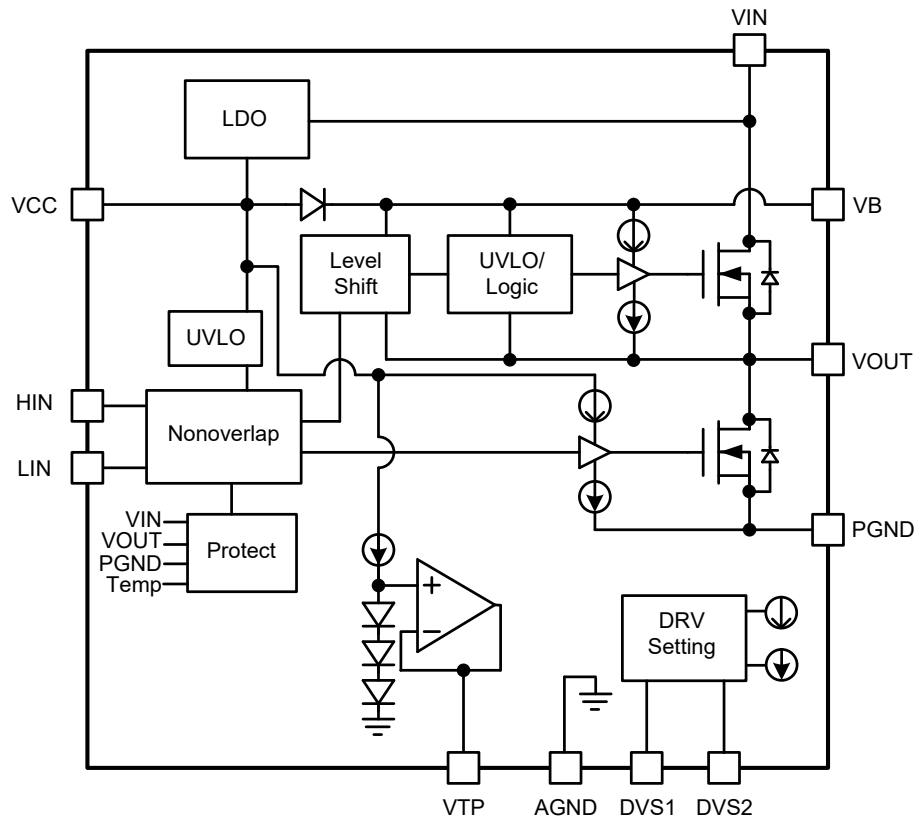 VIN
LDO
VCC
VB
Level
Shift
UVLO/
Logic
UVLO
VOUT
HIN
Nonoverlap
LIN
VIN
VOUT
PGND
Temp
Protect
PGND
+
−
DRV
Setting
VTP
AGND
DVS1
DVS2